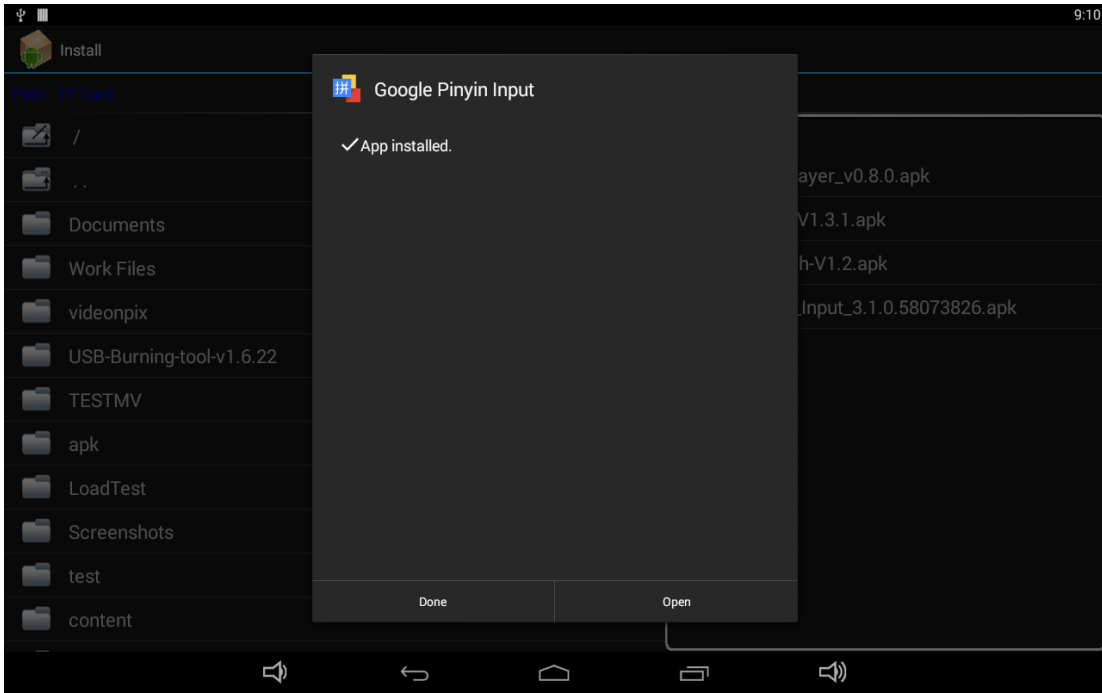 9:10
Install
Google Pinyin Input
App installed.
拼
Path: TF Card
/
..
Documents
Work Files
videonpix
USB-Burning-tool-v1.6.22
TESTMV
apk
LoadTest
Screenshots
test
content
ayer_v0.8.0.apk
V1.3.1.apk
h-V1.2.apk
_Input_3.1.0.58073826.apk
Done
Open